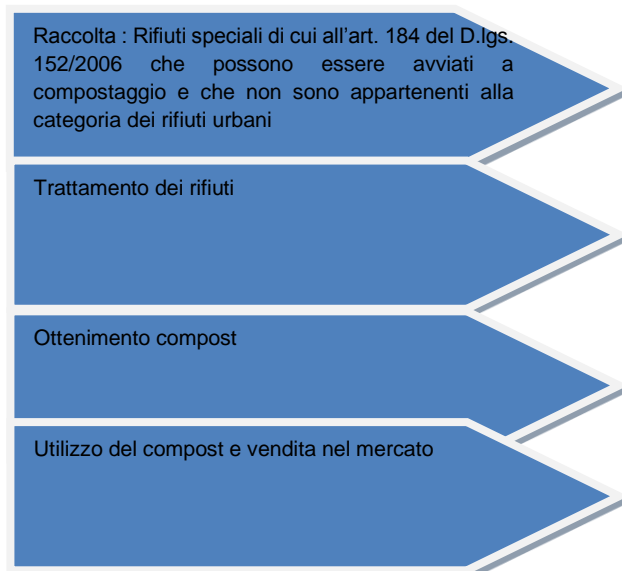 Raccolta : Rifiuti speciali di cui all'art. 184 del D.lgs.
152/2006 che possono essere avviati a
compostaggio e che non sono appartenenti alla
categoria dei rifiuti urbani
Trattamento dei rifiuti
Ottenimento compost
Utilizzo del compost e vendita nel mercato